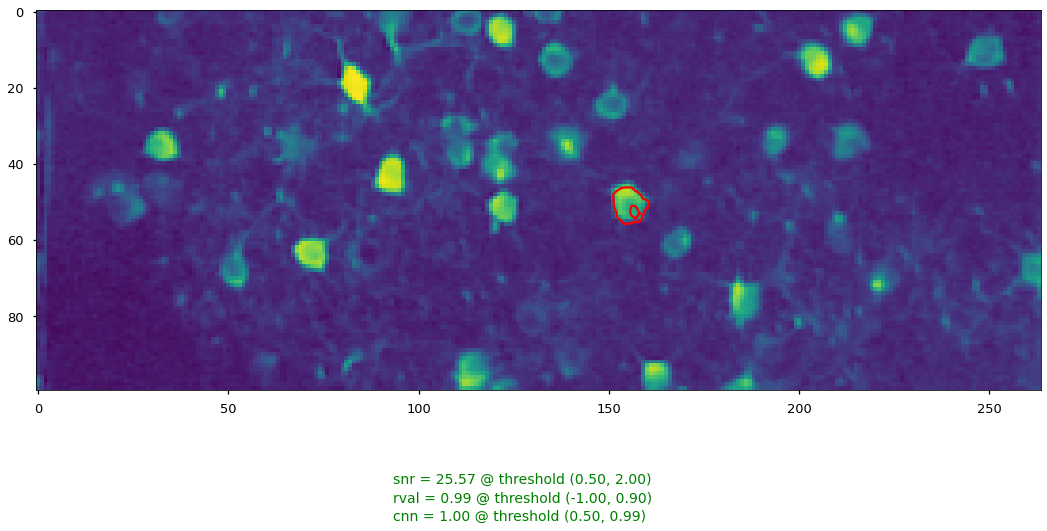 0
20
40
60
80
0 50 100 150 200 250
snr = 25.57 @ threshold (0.50, 2.00)
rval = 0.99 @ threshold (-1.00, 0.90)
cnn = 1.00 @ threshold (0.50, 0.99)